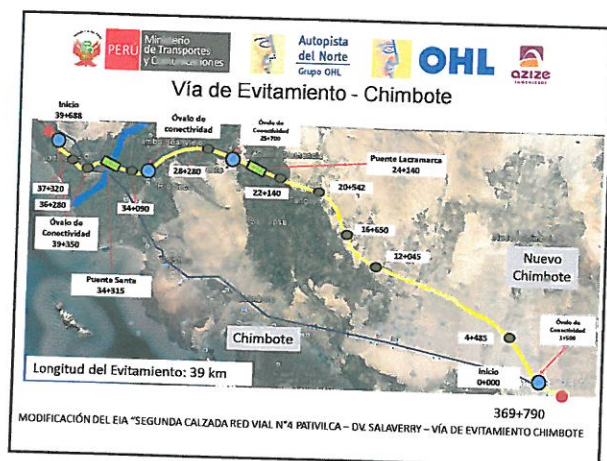 PERÚ
Ministerio
de Transportes
y Comunicaciones
Autopista
del Norte
Grupo OHL
OHL
azize
INMOBILIARIA
Vía de Evitamiento - Chimbote
Inicio
39+688
Óvalo de
conectividad
Óvalo de
Conectividad
25+700
Puente Lacramarca
24+140
37+320
36+280
34+090
28+280
22+140
20+542
Óvalo de
Conectividad
39+350
16+650
12+045
Puente Santa
34+315
Nuevo
Chimbote
Chimbote
4+485
Óvalo de
Conectividad
1+500
Inicio
0+000
Longitud del Evitamiento: 39 km
369+790
MODIFICACIÓN DEL EIA “SEGUNDA CALZADA RED VIAL N°4 PATIVILCA – DV. SALAVERRY – VÍA DE EVITAMIENTO CHIMBOTE